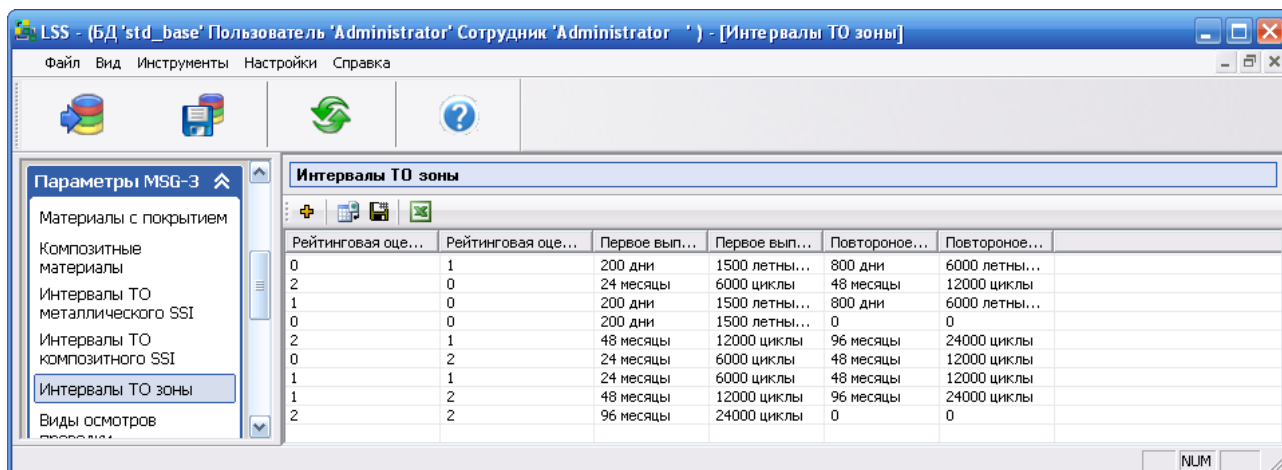 LSS - (БД 'std_base' Пользователь 'Administrator' Сотрудник 'Administrator ' ) - [Интервалы ТО зоны]
Файл Вид Инструменты Настройки Справка
Параметры MSG-3
Материалы с покрытием
Композитные
материалы
Интервалы ТО
металлического SSI
Интервалы ТО
композитного SSI
Интервалы ТО зоны
Виды осмотров
Интервалы ТО зоны
Рейтинговая оце... Рейтинговая оце... Первое вып... Первое вып... Повтороное... Повтороное...
0 1 200 дни 1500 летны... 800 дни 6000 летны...
2 0 24 месяцы 6000 циклы 48 месяцы 12000 циклы
1 0 200 дни 1500 летны... 800 дни 6000 летны...
0 0 200 дни 1500 летны... 0 0
2 1 48 месяцы 12000 циклы 96 месяцы 24000 циклы
0 2 24 месяцы 6000 циклы 48 месяцы 12000 циклы
1 1 24 месяцы 6000 циклы 48 месяцы 12000 циклы
1 2 48 месяцы 12000 циклы 96 месяцы 24000 циклы
2 2 96 месяцы 24000 циклы 0 0
NUM